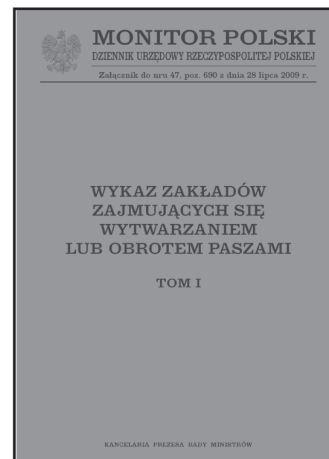 MONITOR POLSKI
DZIENNIK URZĘDOWY RZECZYPOSPOLITEJ POLSKIEJ
Załącznik do nru 47, poz. 690 z dnia 28 lipca 2009 r.
WYKAZ ZAKŁADÓW
ZAJMUJĄCYCH SIĘ
WYTWARZANIEM
LUB OBROTEM PASZAMI
TOM I
KANCELARIA PREZESA RADY MINISTRÓW